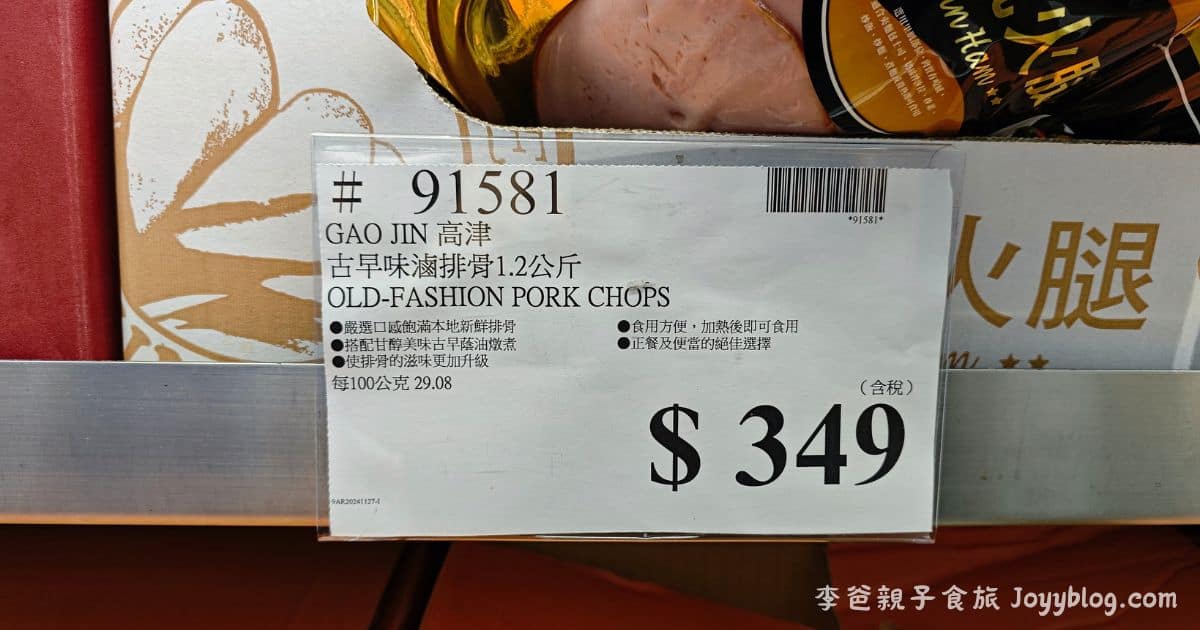 火腿
an Ham
# 91581
*91581*
GAO JIN 高津
古早味滷排骨1.2公斤
OLD-FASHION PORK CHOPS
●嚴選口感飽滿本地新鮮排骨
●搭配甘醇美味古早蔭油燉煮
●使排骨的滋味更加升級
●食用方便，加熱後即可食用
●正餐及便當的絕佳選擇
每100公克 29.08
（含稅）
$ 349
火腿
李爸親子食旅 Joyyblog.com